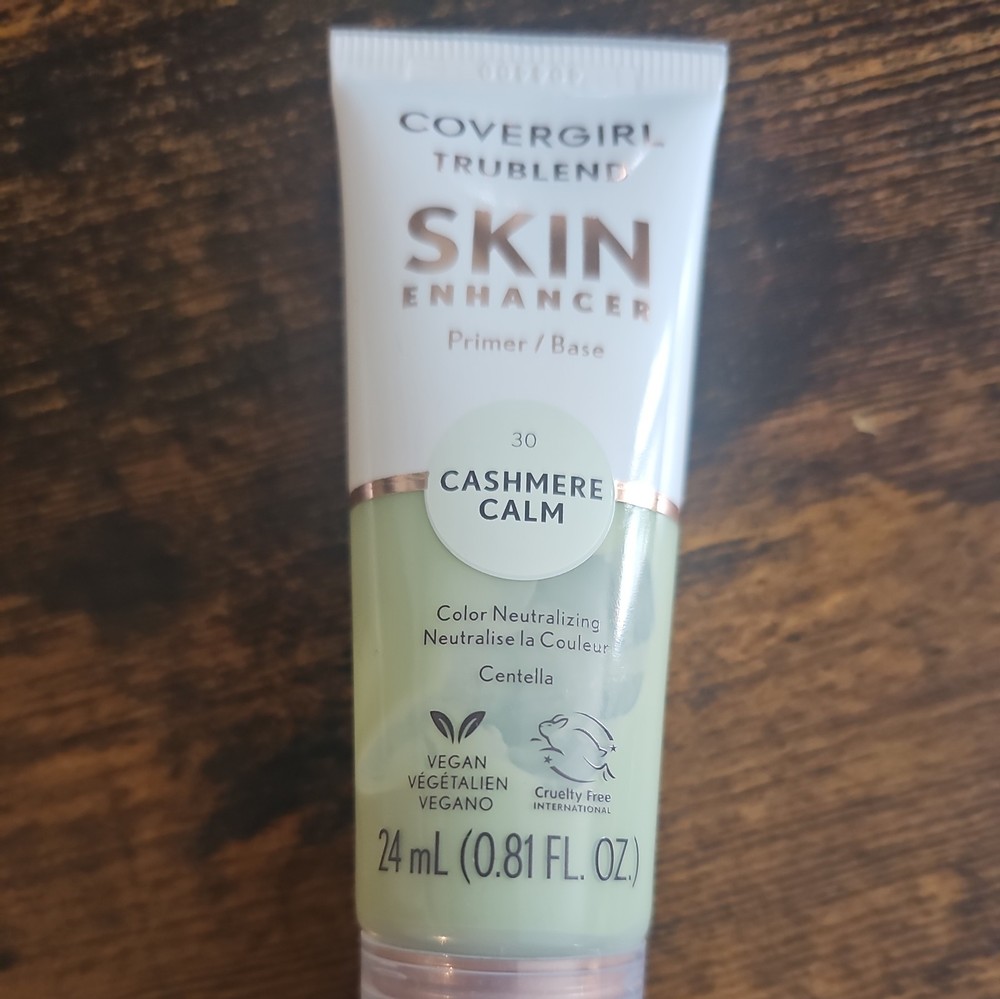 COVERGIRL
TRUBLEND
SKIN
ENHANCER
Primer / Base
30
CASHMERE
CALM
Color Neutralizing
Neutralise la Couleur
Centella
VEGAN
VÉGÉTALIEN
VEGANO
Cruelty Free
INTERNATIONAL
24 mL (0.81 FL. OZ.)